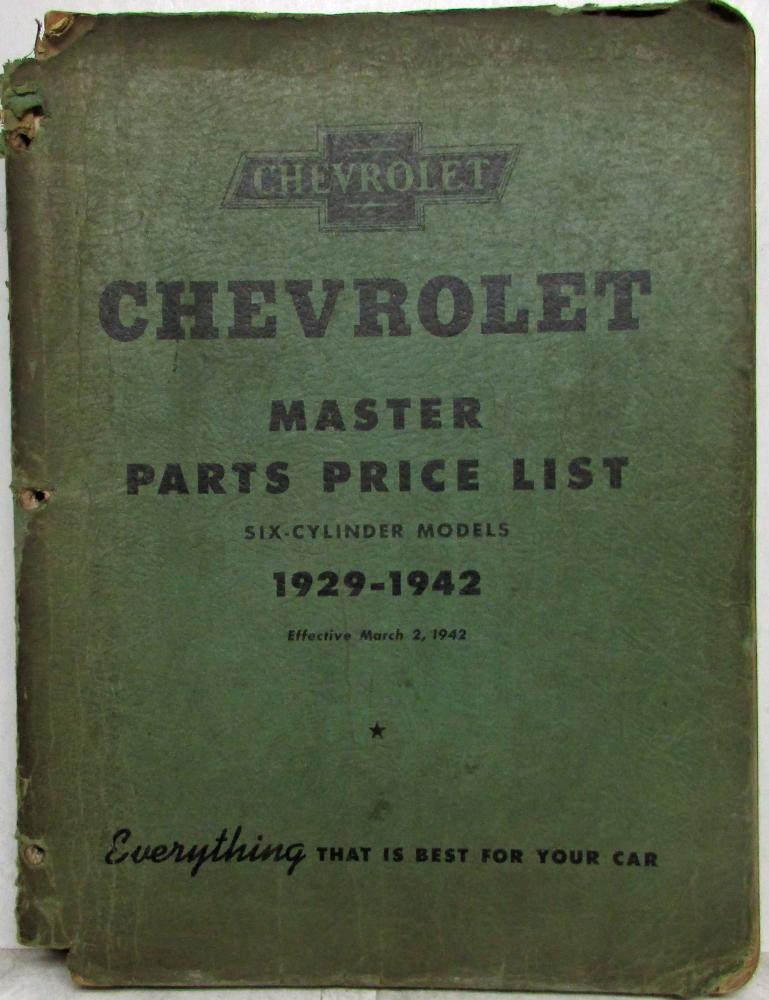 CHEVROLET
CHEVROLET
MASTER
PARTS PRICE LIST
SIX-CYLINDER MODELS
1929-1942
Effective March 2, 1942
Everything THAT IS BEST FOR YOUR CAR